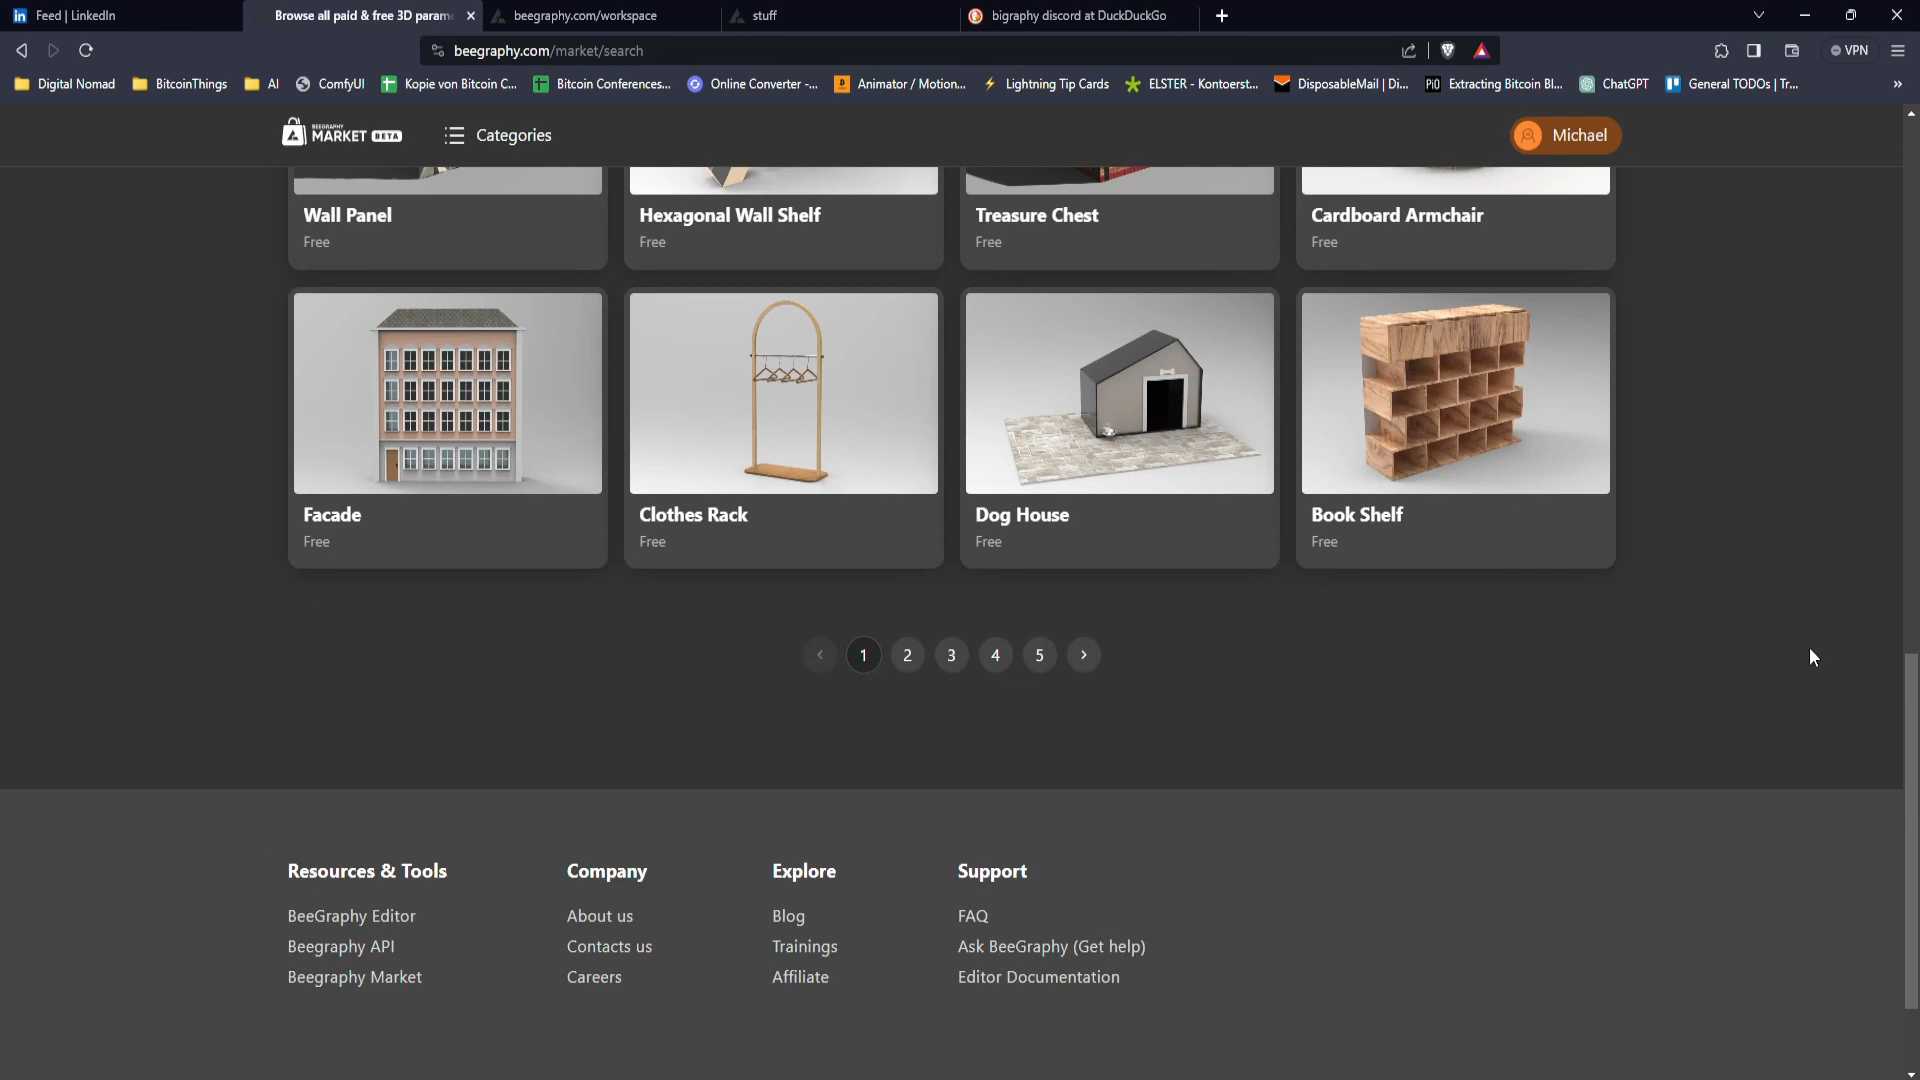 Feed | LinkedIn
Browse all paid & free 3D param
beegraphy.com/workspace
stuff
bigraphy discord at DuckDuckGo
beegraphy.com/market/search
VPN
Digital Nomad
BitcoinThings
AI
ComfyUI
Kopie von Bitcoin C...
Bitcoin Conferences...
Online Converter -...
Animator / Motion...
Lightning Tip Cards
ELSTER - Kontoerst...
DisposableMail | Di...
PiO
Extracting Bitcoin Bl...
ChatGPT
General TODOs | Tr...
BEEGRAPHY
MARKET BETA
Categories
Michael
Wall Panel
Free
Hexagonal Wall Shelf
Free
Treasure Chest
Free
Cardboard Armchair
Free
Facade
Free
Clothes Rack
Free
Dog House
Free
Book Shelf
Free
1 2 3 4 5
Resources & Tools
BeeGraphy Editor
Beegraphy API
Beegraphy Market
Company
About us
Contacts us
Careers
Explore
Blog
Trainings
Affiliate
Support
FAQ
Ask BeeGraphy (Get help)
Editor Documentation